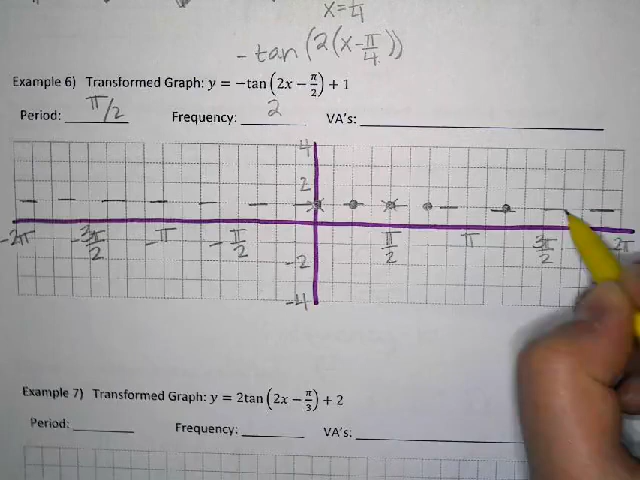 x = π/4
- tan (2(x - π/4))
Example 6) Transformed Graph: y = −tan(2x − π/2) + 1
Period: π/2 Frequency: 2 VA's:
4
2
-2π -3π/2 -π -π/2 π/2 π 3π/2 2π
-2
-4
Example 7) Transformed Graph: y = 2tan(2x − π/3) + 2
Period: Frequency: VA's: